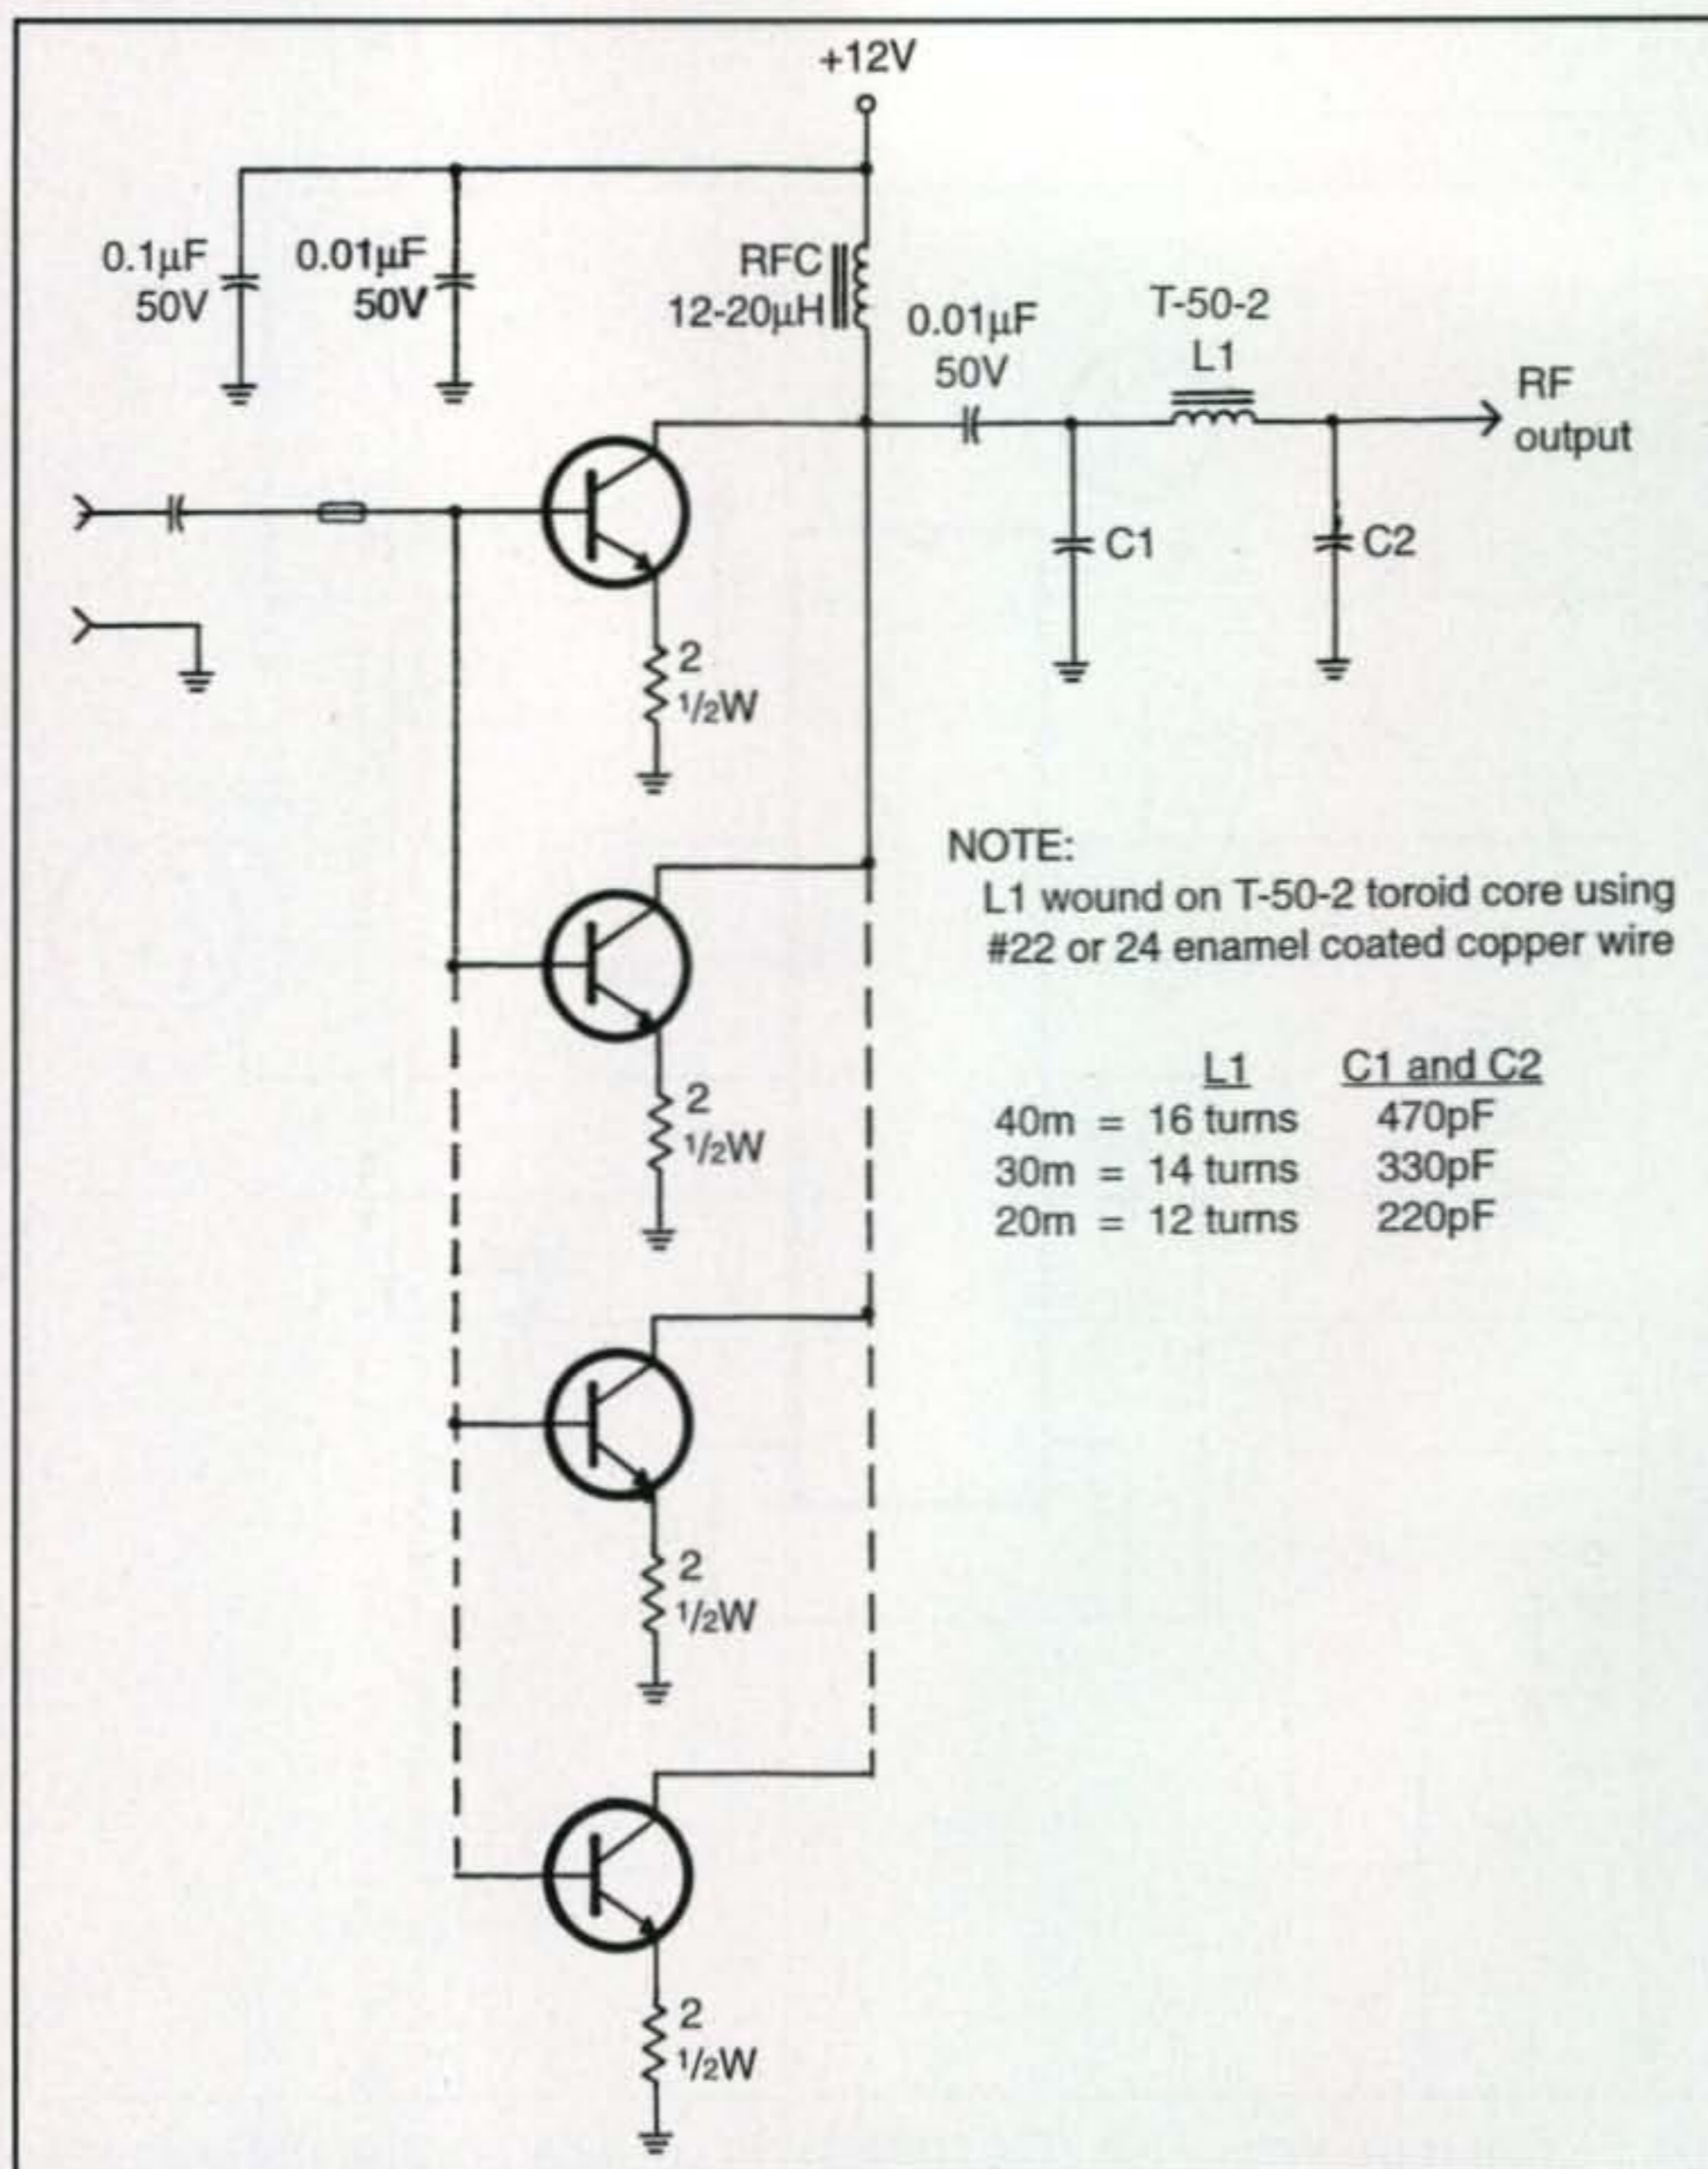 +12V
0.1µF
50V
0.01µF
50V
RFC
12-20µH
0.01µF
50V
T-50-2
L1
RF
output
C1
C2
2
1/2W
NOTE:
L1 wound on T-50-2 toroid core using
#22 or 24 enamel coated copper wire
L1 C1 and C2
40m = 16 turns 470pF
30m = 14 turns 330pF
20m = 12 turns 220pF
2
1/2W
2
1/2W
2
1/2W